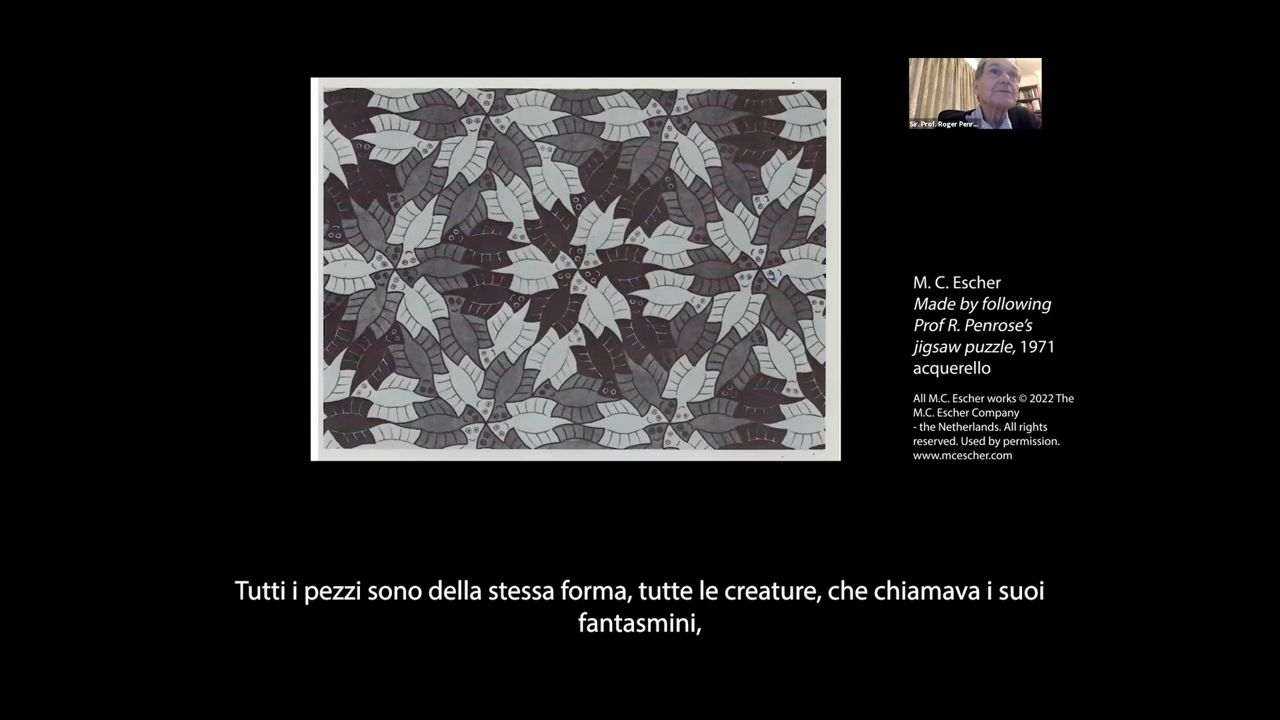 Sir. Prof. Roger Penr...
M. C. Escher
Made by following
Prof R. Penrose's
jigsaw puzzle, 1971
acquerello
All M.C. Escher works © 2022 The
M.C. Escher Company
- the Netherlands. All rights
reserved. Used by permission.
www.mcescher.com
Tutti i pezzi sono della stessa forma, tutte le creature, che chiamava i suoi
fantasmini,